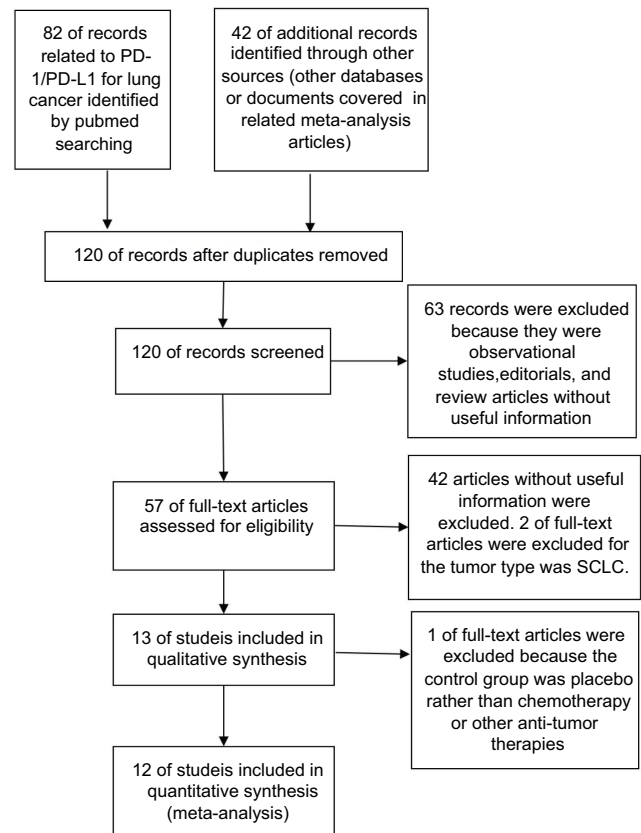 82 of records
related to PD-
1/PD-L1 for lung
cancer identified
by pubmed
searching
42 of additional records
identified through other
sources (other databases
or documents covered in
related meta-analysis
articles)
120 of records after duplicates removed
120 of records screened
63 records were excluded
because they were
observational
studies,editorials, and
review articles without
useful information
57 of full-text articles
assessed for eligibility
42 articles without useful
information were
excluded. 2 of full-text
articles were excluded for
the tumor type was SCLC.
13 of studeis included in
qualitative synthesis
1 of full-text articles were
excluded because the
control group was placebo
rather than chemotherapy
or other anti-tumor
therapies
12 of studeis included in
quantitative synthesis
(meta-analysis)